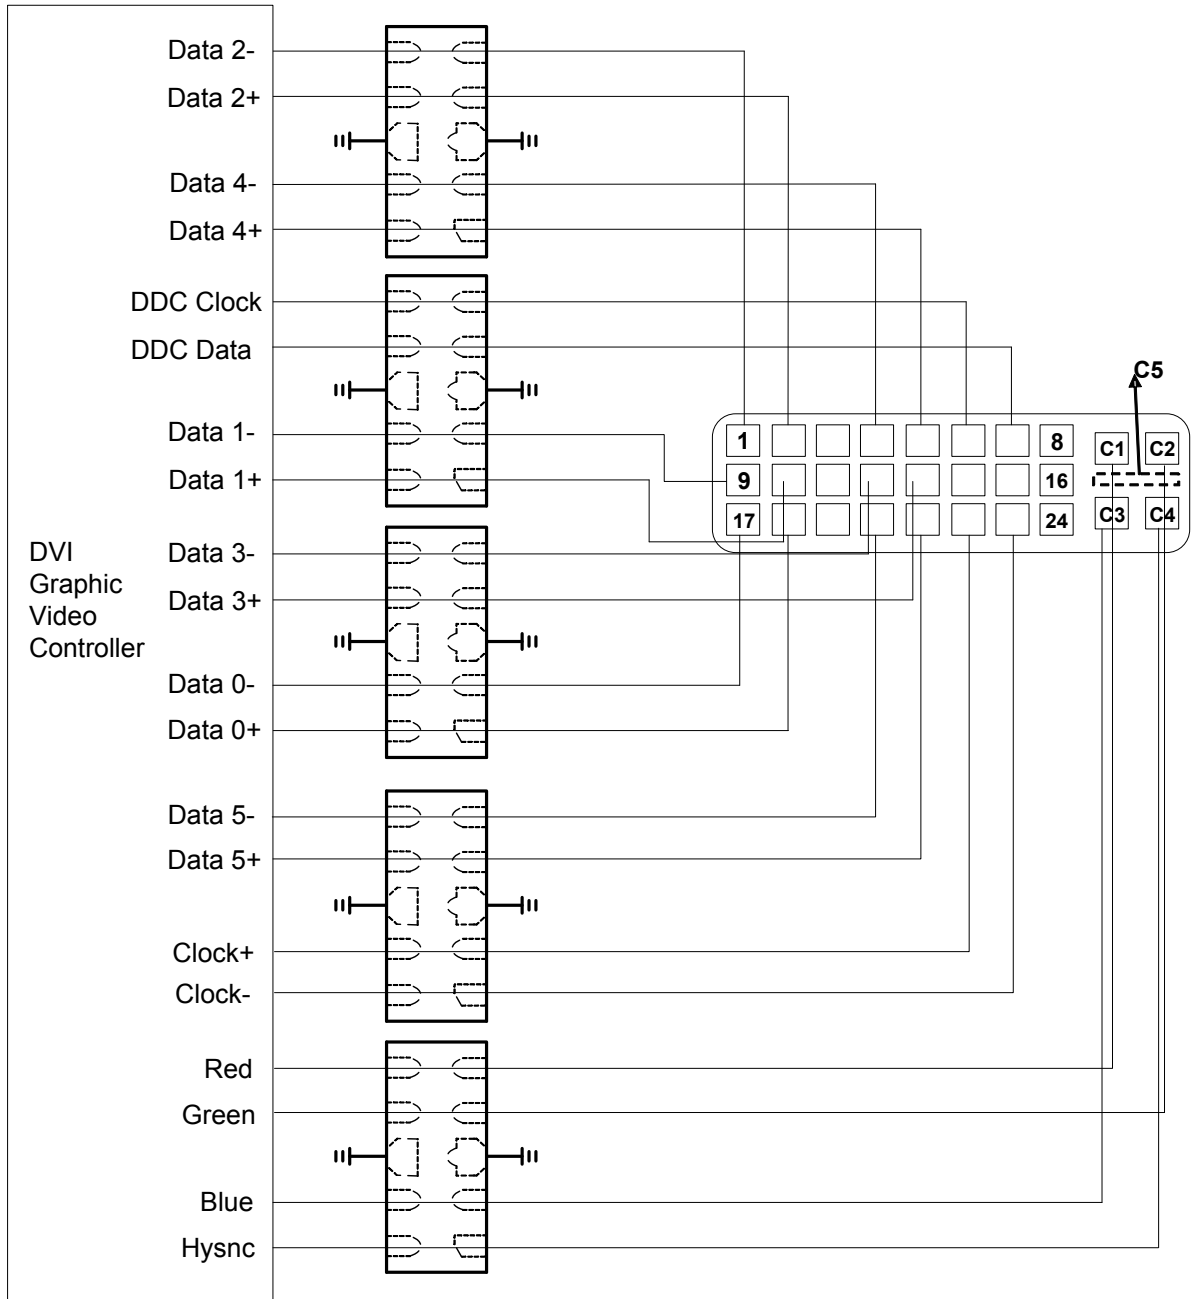 Data 2-
Data 2+
Data 4-
Data 4+
DDC Clock
DDC Data
Data 1-
Data 1+
DVI
Graphic
Video
Controller
Data 3-
Data 3+
Data 0-
Data 0+
Data 5-
Data 5+
Clock+
Clock-
Red
Green
Blue
Hysnc
C5
1 8 C1 C2
9 16
17 24 C3 C4